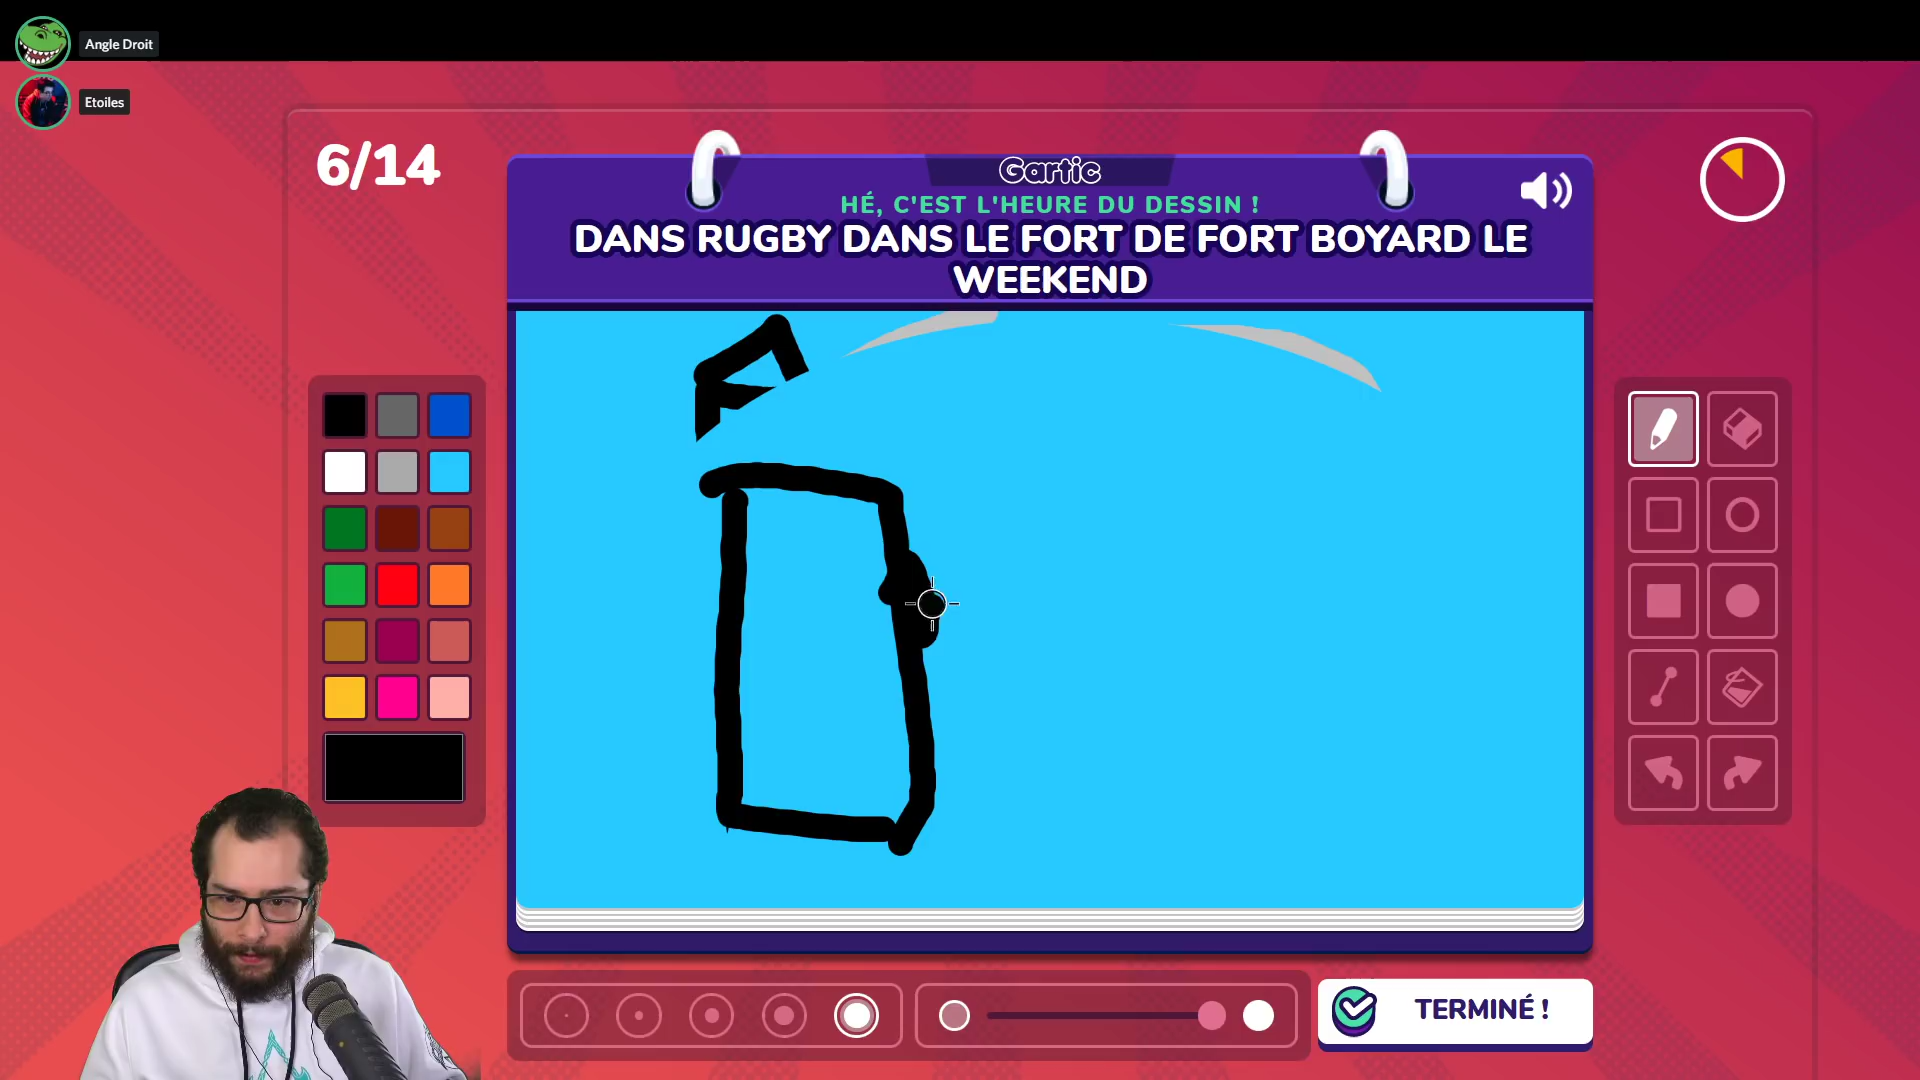 Angle Droit
Etoiles
6/14
Gartic
HÉ, C'EST L'HEURE DU DESSIN !
DANS RUGBY DANS LE FORT DE FORT BOYARD LE
WEEKEND
TERMINÉ !